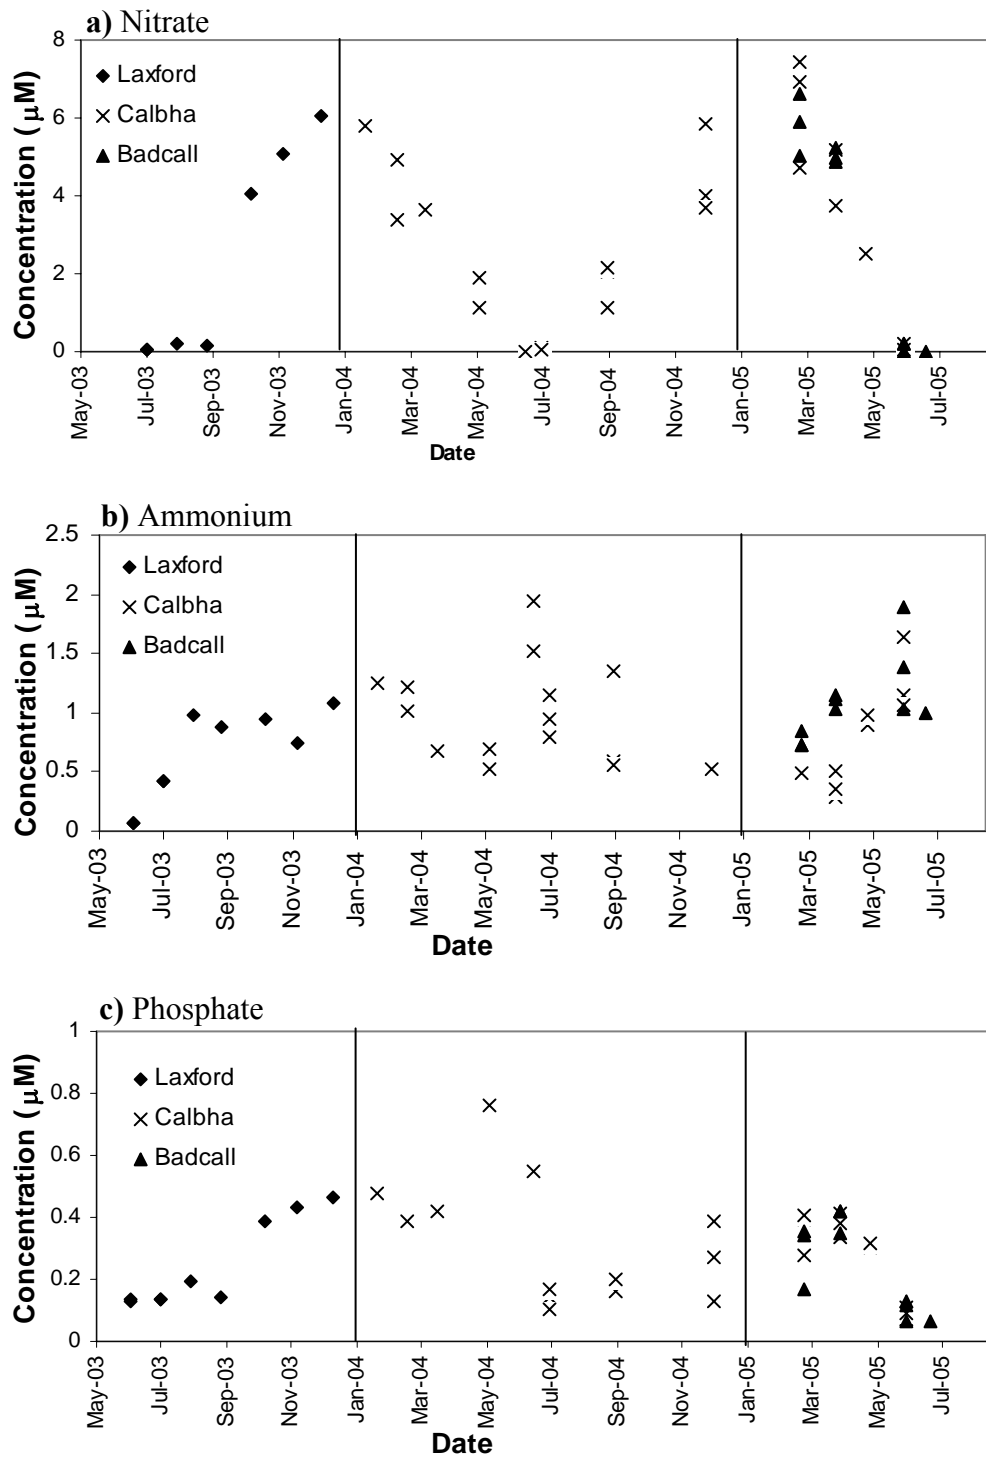 a) Nitrate
8
6
4
2
0
Concentration (μM)
Laxford
Calbha
Badcall
May-03
Jul-03
Sep-03
Nov-03
Jan-04
Mar-04
May-04
Jul-04
Sep-04
Nov-04
Jan-05
Mar-05
May-05
Jul-05
Date
b) Ammonium
2.5
2
1.5
1
0.5
0
Concentration (μM)
Laxford
Calbha
Badcall
May-03
Jul-03
Sep-03
Nov-03
Jan-04
Mar-04
May-04
Jul-04
Sep-04
Nov-04
Jan-05
Mar-05
May-05
Jul-05
Date
c) Phosphate
1
0.8
0.6
0.4
0.2
0
Concentration (μM)
Laxford
Calbha
Badcall
May-03
Jul-03
Sep-03
Nov-03
Jan-04
Mar-04
May-04
Jul-04
Sep-04
Nov-04
Jan-05
Mar-05
May-05
Jul-05
Date